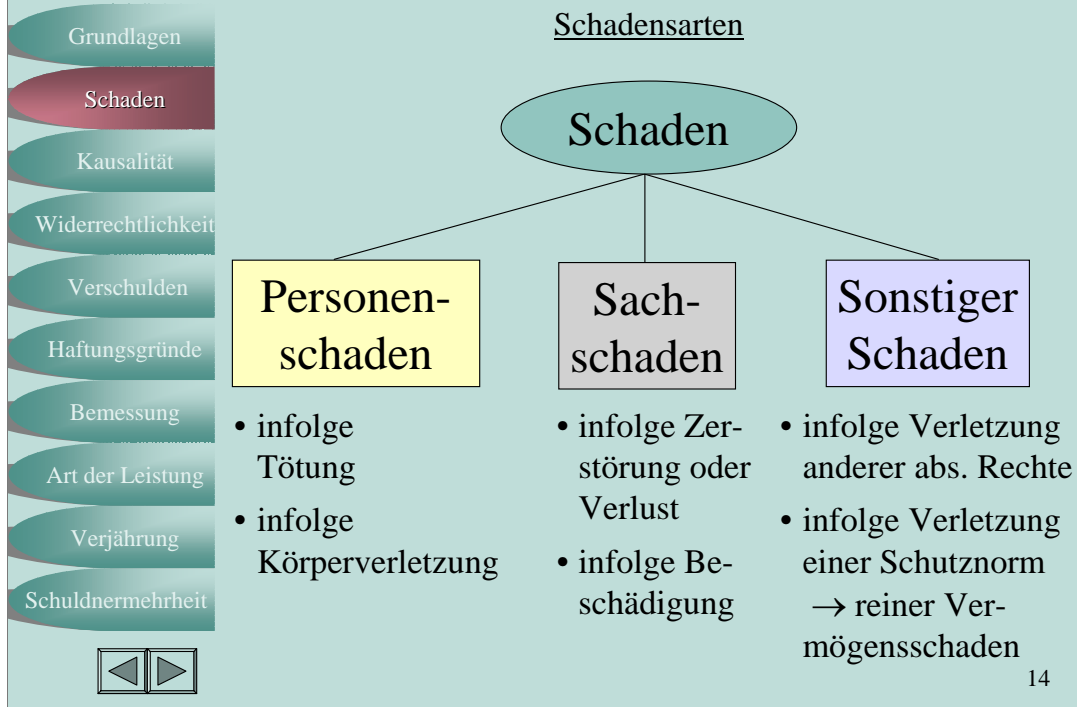 Grundlagen
Schaden
Kausalität
Widerrechtlichkeit
Verschulden
Haftungsgründe
Bemessung
Art der Leistung
Verjährung
Schuldnermehrheit
Schadensarten
Schaden
Personen-
schaden
• infolge
Tötung
• infolge
Körperverletzung
Sach-
schaden
• infolge Zer-
störung oder
Verlust
• infolge Be-
schädigung
Sonstiger
Schaden
• infolge Verletzung
anderer abs. Rechte
• infolge Verletzung
einer Schutznorm
→ reiner Ver-
mögensschaden
14